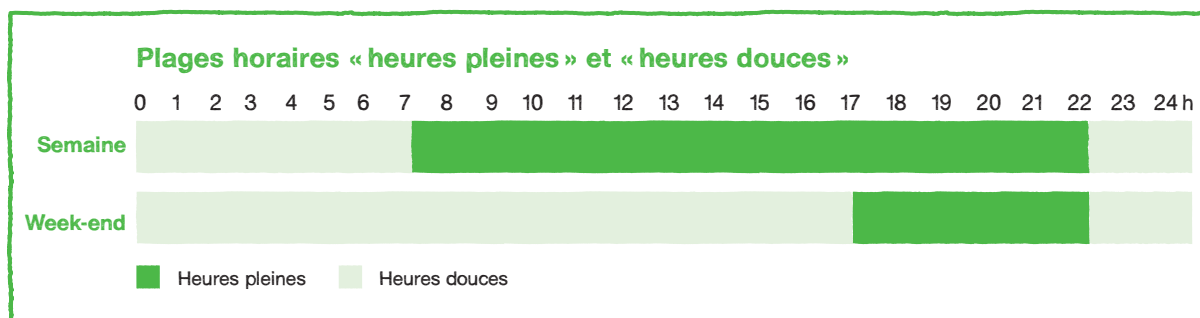 Plages horaires « heures pleines » et « heures douces »
0 1 2 3 4 5 6 7 8 9 10 11 12 13 14 15 16 17 18 19 20 21 22 23 24 h
Semaine
Week-end
Heures pleines Heures douces